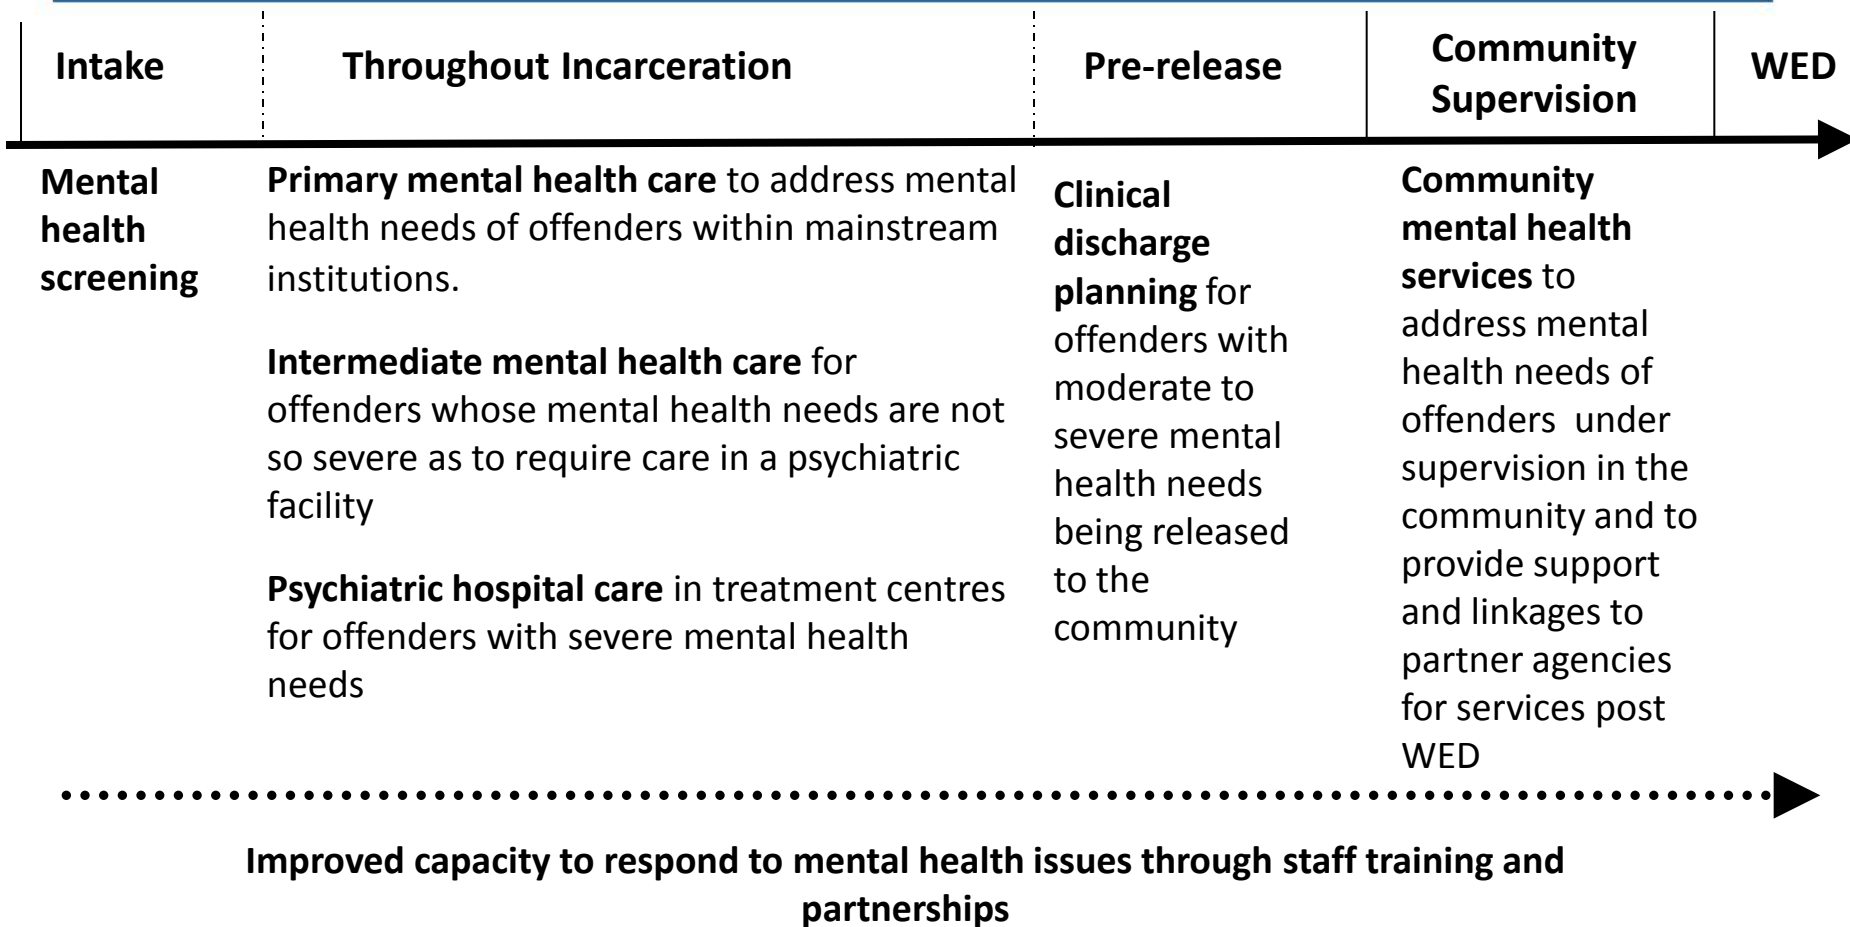 Intake
Throughout Incarceration
Pre-release
Community
Supervision
WED
Mental
health
screening
Primary mental health care to address mental
health needs of offenders within mainstream
institutions.
Intermediate mental health care for
offenders whose mental health needs are not
so severe as to require care in a psychiatric
facility
Psychiatric hospital care in treatment centres
for offenders with severe mental health
needs
Clinical
discharge
planning for
offenders with
moderate to
severe mental
health needs
being released
to the
community
Community
mental health
services to
address mental
health needs of
offenders  under
supervision in the
community and to
provide support
and linkages to
partner agencies
for services post
WED
Improved capacity to respond to mental health issues through staff training and
partnerships